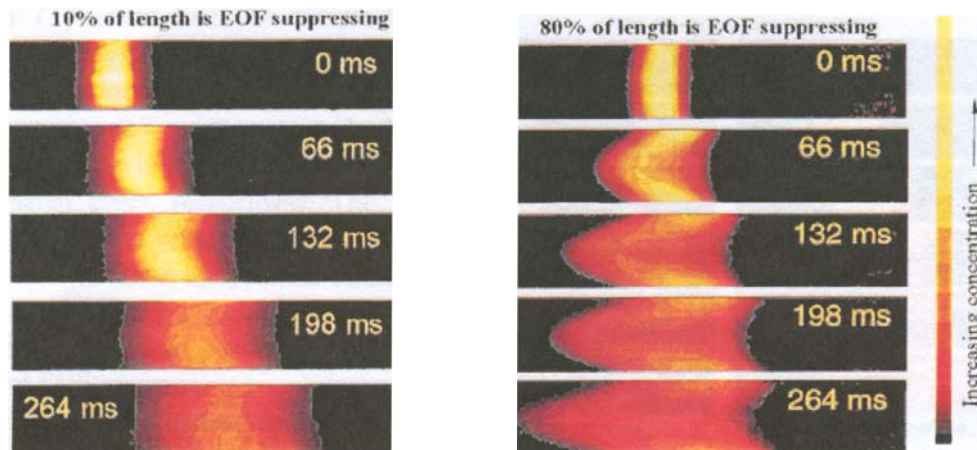 10% of length is EOF suppressing
0 ms
66 ms
132 ms
198 ms
264 ms
80% of length is EOF suppressing
0 ms
66 ms
132 ms
198 ms
264 ms
Increasing concentration